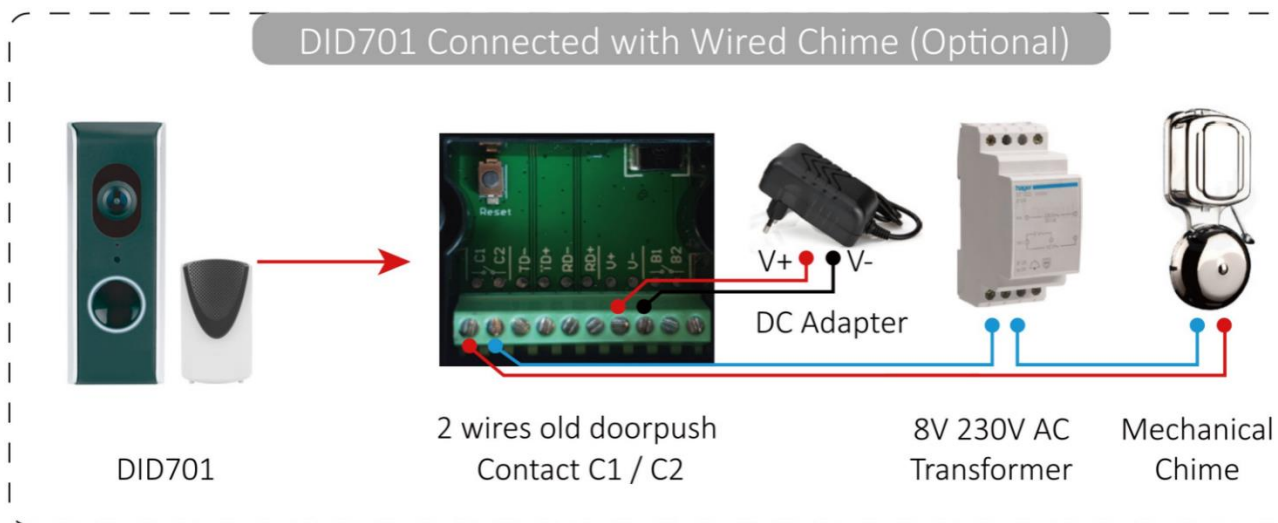 DID701 Connected with Wired Chime (Optional)
Reset
C1
C2
TD-
TD+
RD-
RD+
V+
V-
B1
B2
V+ V-
DC Adapter
hager
2 wires old doorpush
Contact C1 / C2
8V 230V AC
Transformer
Mechanical
Chime
DID701